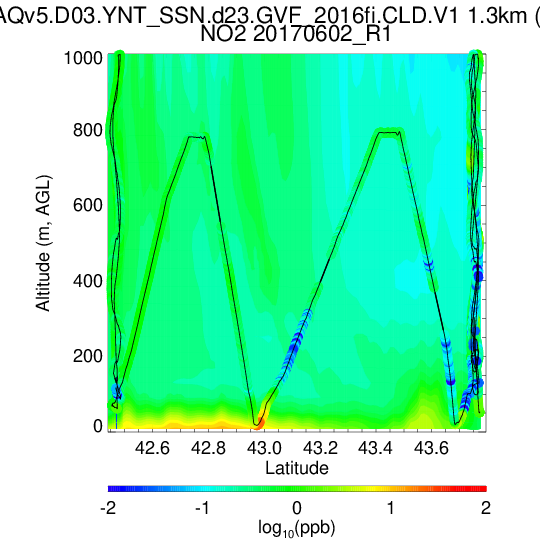 AQv5.D03.YNT_SSN.d23.GVF_2016fi.CLD.V1 1.3km (
NO2 20170602_R1
1000
800
600
400
200
0
Altitude (m, AGL)
42.6 42.8 43.0 43.2 43.4 43.6
Latitude
-2 -1 0 1 2
log10(ppb)